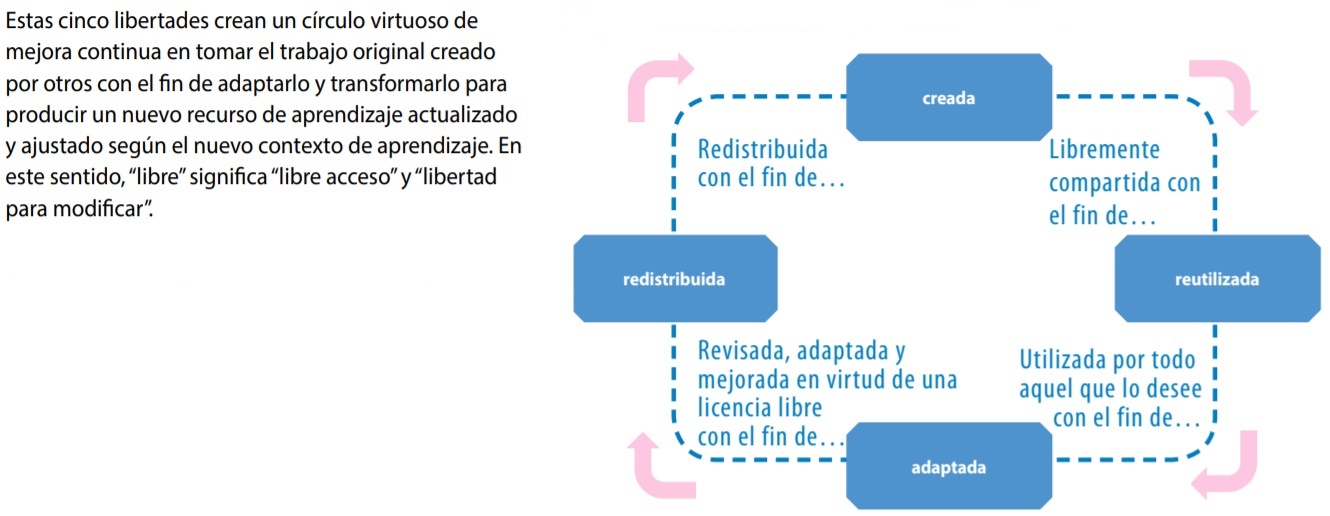 Estas cinco libertades crean un círculo virtuoso de
mejora continua en tomar el trabajo original creado
por otros con el fin de adaptarlo y transformarlo para
producir un nuevo recurso de aprendizaje actualizado
y ajustado según el nuevo contexto de aprendizaje. En
este sentido, “libre” significa “libre acceso” y “libertad
para modificar”.
creada
Libremente
compartida con
el fin de…
reutilizada
Utilizada por todo
aquel que lo desee
con el fin de…
adaptada
Revisada, adaptada y
mejorada en virtud de una
licencia libre
con el fin de…
redistribuida
Redistribuida
con el fin de…